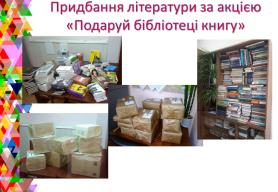 Придбання літератури за акцією
«Подаруй бібліотеці книгу»